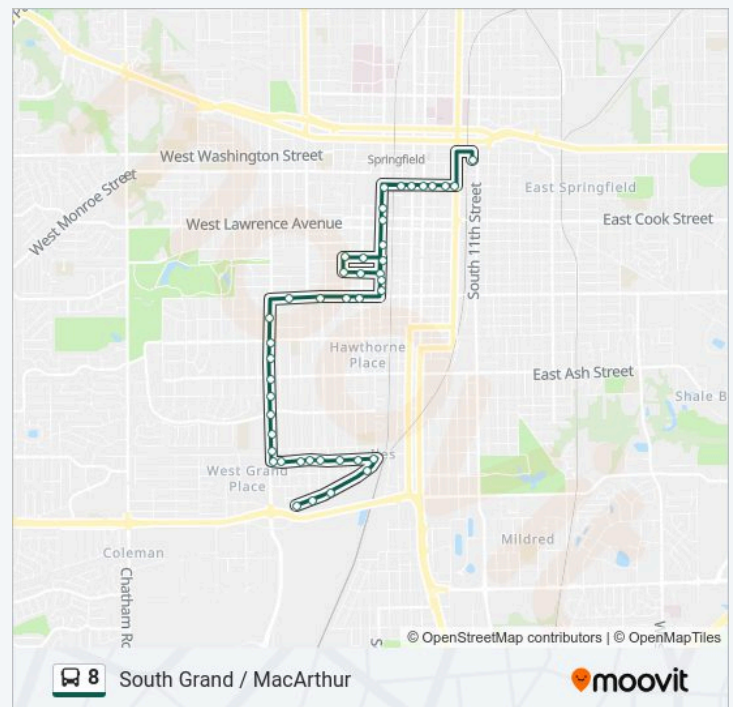 West Washington Street
Springfield
West Monroe Street
East Springfield
West Lawrence Avenue
East Cook Street
South 11th Street
Hawthorne
Place
East Ash Street
Shale B
West Grand
Place
Iles
Mildred
Coleman
Chatham Rd
S
© OpenStreetMap contributors | © OpenMapTiles
8 South Grand / MacArthur
moovit